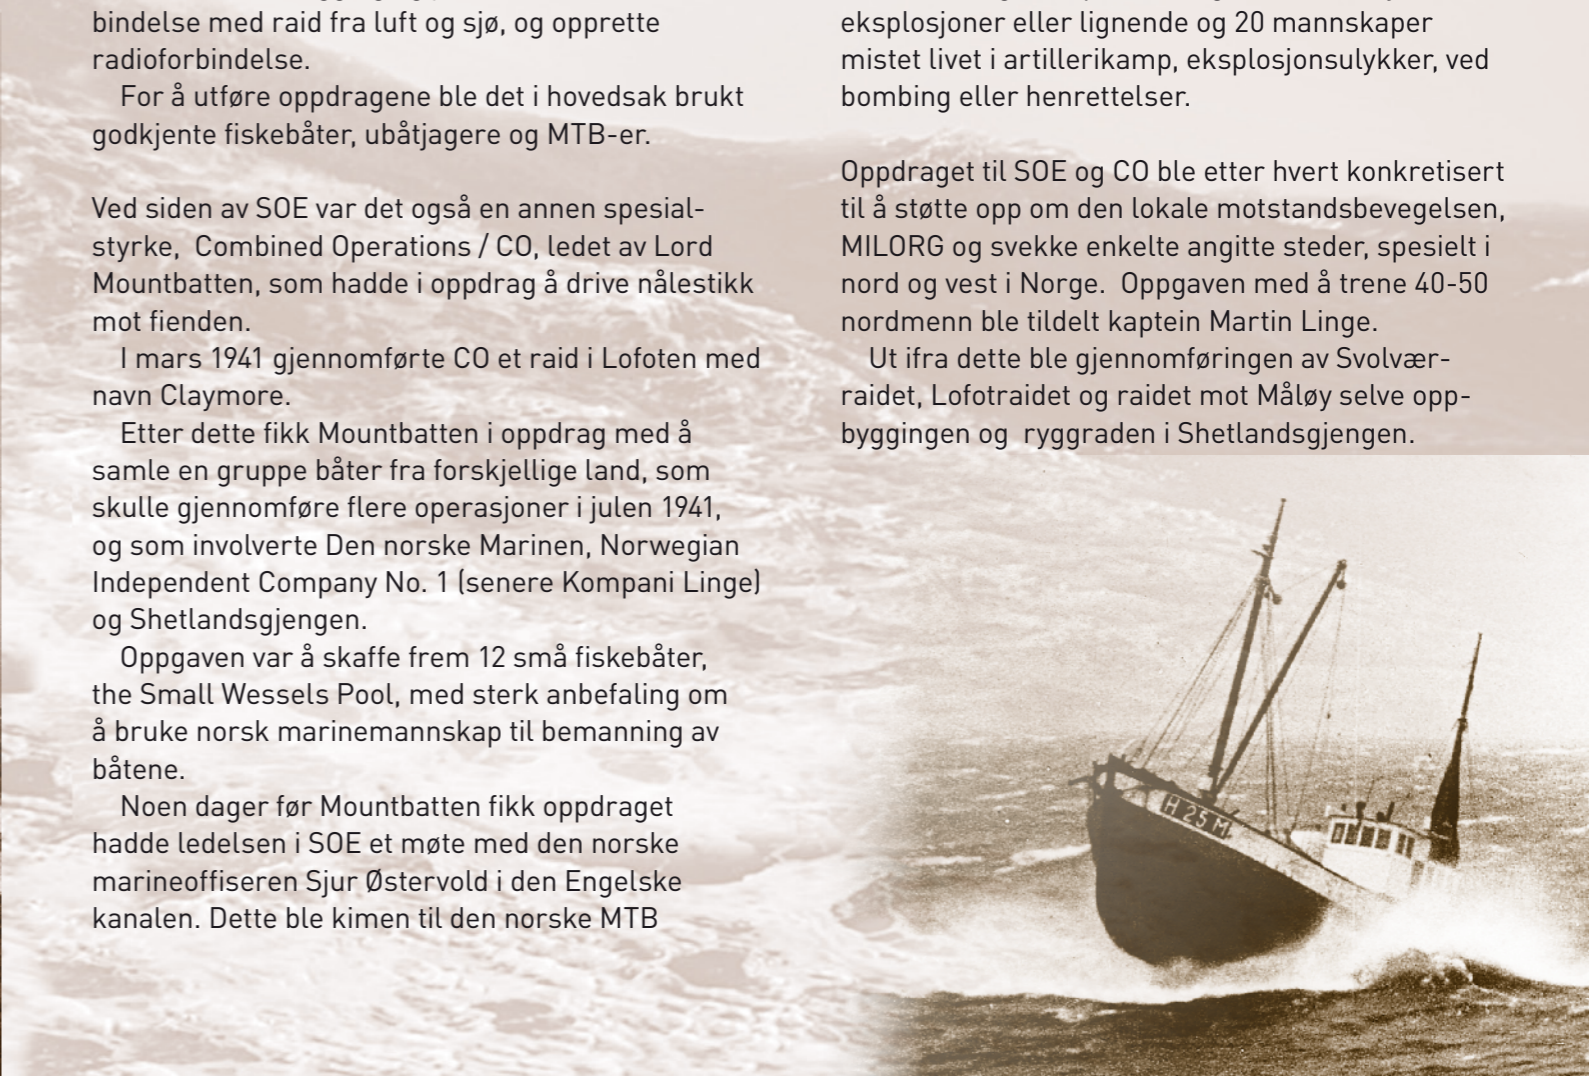 bindelse med raid fra luft og sjø, og opprette
radioforbindelse.
For å utføre oppdragene ble det i hovedsak brukt
godkjente fiskebåter, ubåtjagere og MTB-er.
Ved siden av SOE var det også en annen spesial-
styrke,  Combined Operations / CO, ledet av Lord
Mountbatten, som hadde i oppdrag å drive nålestikk
mot fienden.
I mars 1941 gjennomførte CO et raid i Lofoten med
navn Claymore.
Etter dette fikk Mountbatten i oppdrag med å
samle en gruppe båter fra forskjellige land, som
skulle gjennomføre flere operasjoner i julen 1941,
og som involverte Den norske Marinen, Norwegian
Independent Company No. 1 (senere Kompani Linge)
og Shetlandsgjengen.
Oppgaven var å skaffe frem 12 små fiskebåter,
the Small Wessels Pool, med sterk anbefaling om
å bruke norsk marinemannskap til bemanning av
båtene.
Noen dager før Mountbatten fikk oppdraget
hadde ledelsen i SOE et møte med den norske
marineoffiseren Sjur Østervold i den Engelske
kanalen. Dette ble kimen til den norske MTB
eksplosjoner eller lignende og 20 mannskaper
mistet livet i artillerikamp, eksplosjonsulykker, ved
bombing eller henrettelser.
Oppdraget til SOE og CO ble etter hvert konkretisert
til å støtte opp om den lokale motstandsbevegelsen,
MILORG og svekke enkelte angitte steder, spesielt i
nord og vest i Norge.  Oppgaven med å trene 40-50
nordmenn ble tildelt kaptein Martin Linge.
Ut ifra dette ble gjennomføringen av Svolvær-
raidet, Lofotraidet og raidet mot Måløy selve opp-
byggingen og  ryggraden i Shetlandsgjengen.
H 25 M